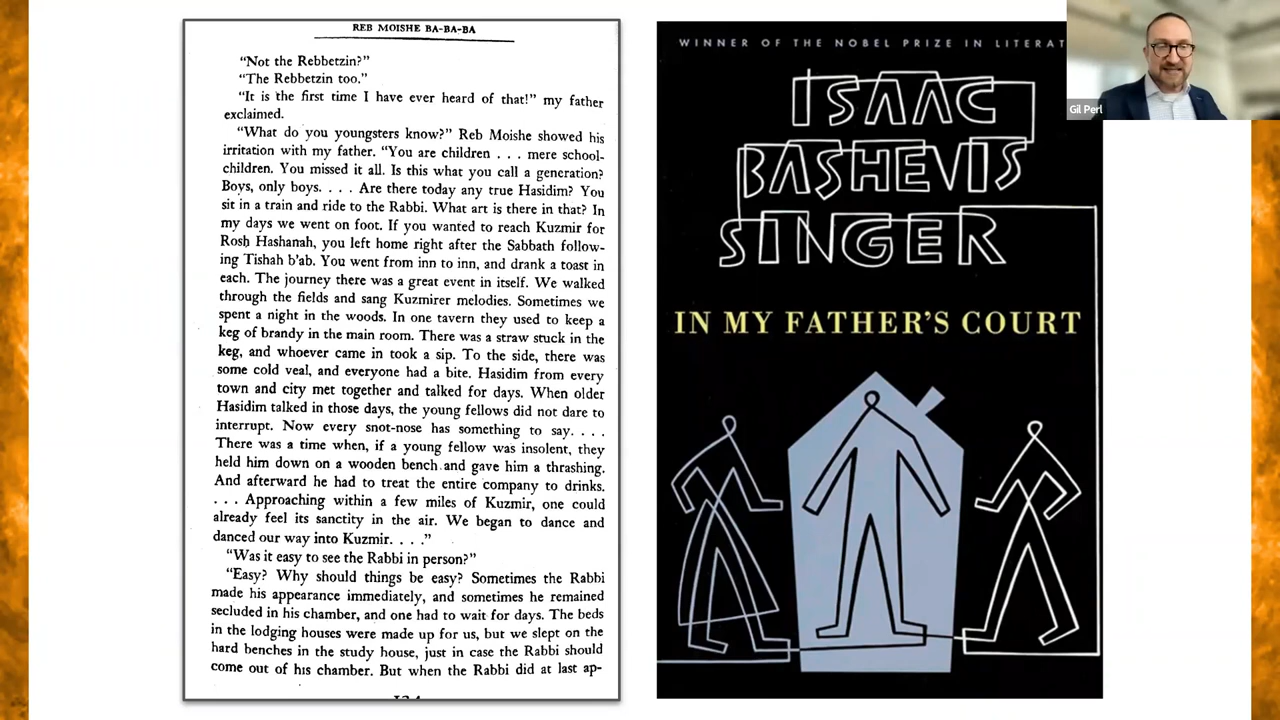 REB MOISHE BA-BA-BA
"Not the Rebbetzin?"
"The Rebbetzin too."
"It is the first time I have ever heard of that!" my father
exclaimed.
"What do you youngsters know?" Reb Moishe showed his
irritation with my father. "You are children . . . mere school-
children. You missed it all. Is this what you call a generation?
Boys, only boys. . . . Are there today any true Hasidim? You
sit in a train and ride to the Rabbi. What art is there in that? In
my days we went on foot. If you wanted to reach Kuzmir for
Rosh Hashanah, you left home right after the Sabbath follow-
ing Tishah b'ab. You went from inn to inn, and drank a toast in
each. The journey there was a great event in itself. We walked
through the fields and sang Kuzmirer melodies. Sometimes we
spent a night in the woods. In one tavern they used to keep a
keg of brandy in the main room. There was a straw stuck in the
keg, and whoever came in took a sip. To the side, there was
some cold veal, and everyone had a bite. Hasidim from every
town and city met together and talked for days. When older
Hasidim talked in those days, the young fellows did not dare to
interrupt. Now every snot-nose has something to say. . . .
There was a time when, if a young fellow was insolent, they
held him down on a wooden bench and gave him a thrashing.
And afterward he had to treat the entire company to drinks.
. . . Approaching within a few miles of Kuzmir, one could
already feel its sanctity in the air. We began to dance and
danced our way into Kuzmir. . . ."
"Was it easy to see the Rabbi in person?"
"Easy? Why should things be easy? Sometimes the Rabbi
made his appearance immediately, and sometimes he remained
secluded in his chamber, and one had to wait for days. The beds
in the lodging houses were made up for us, but we slept on the
hard benches in the study house, just in case the Rabbi should
come out of his chamber. But when the Rabbi did at last ap-
WINNER OF THE NOBEL PRIZE IN LITERAT
ISAAC
BASHEVIS
SINGER
IN MY FATHER'S COURT
Gil Perl